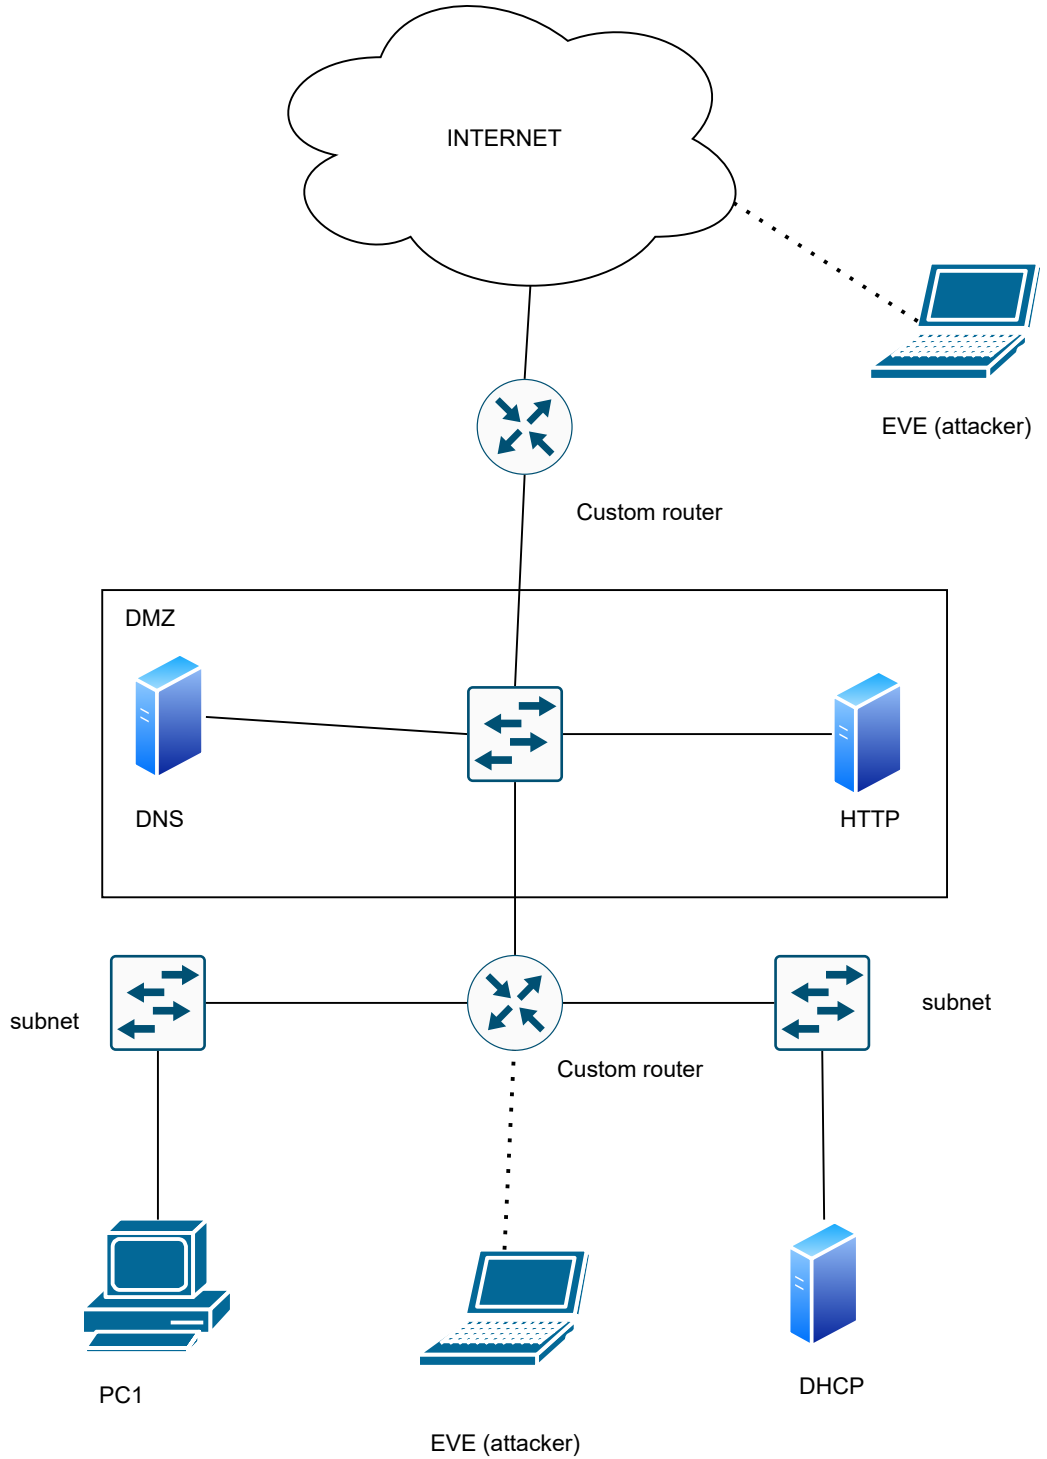 INTERNET
EVE (attacker)
Custom router
DMZ
DNS
HTTP
subnet
subnet
Custom router
PC1
DHCP
EVE (attacker)